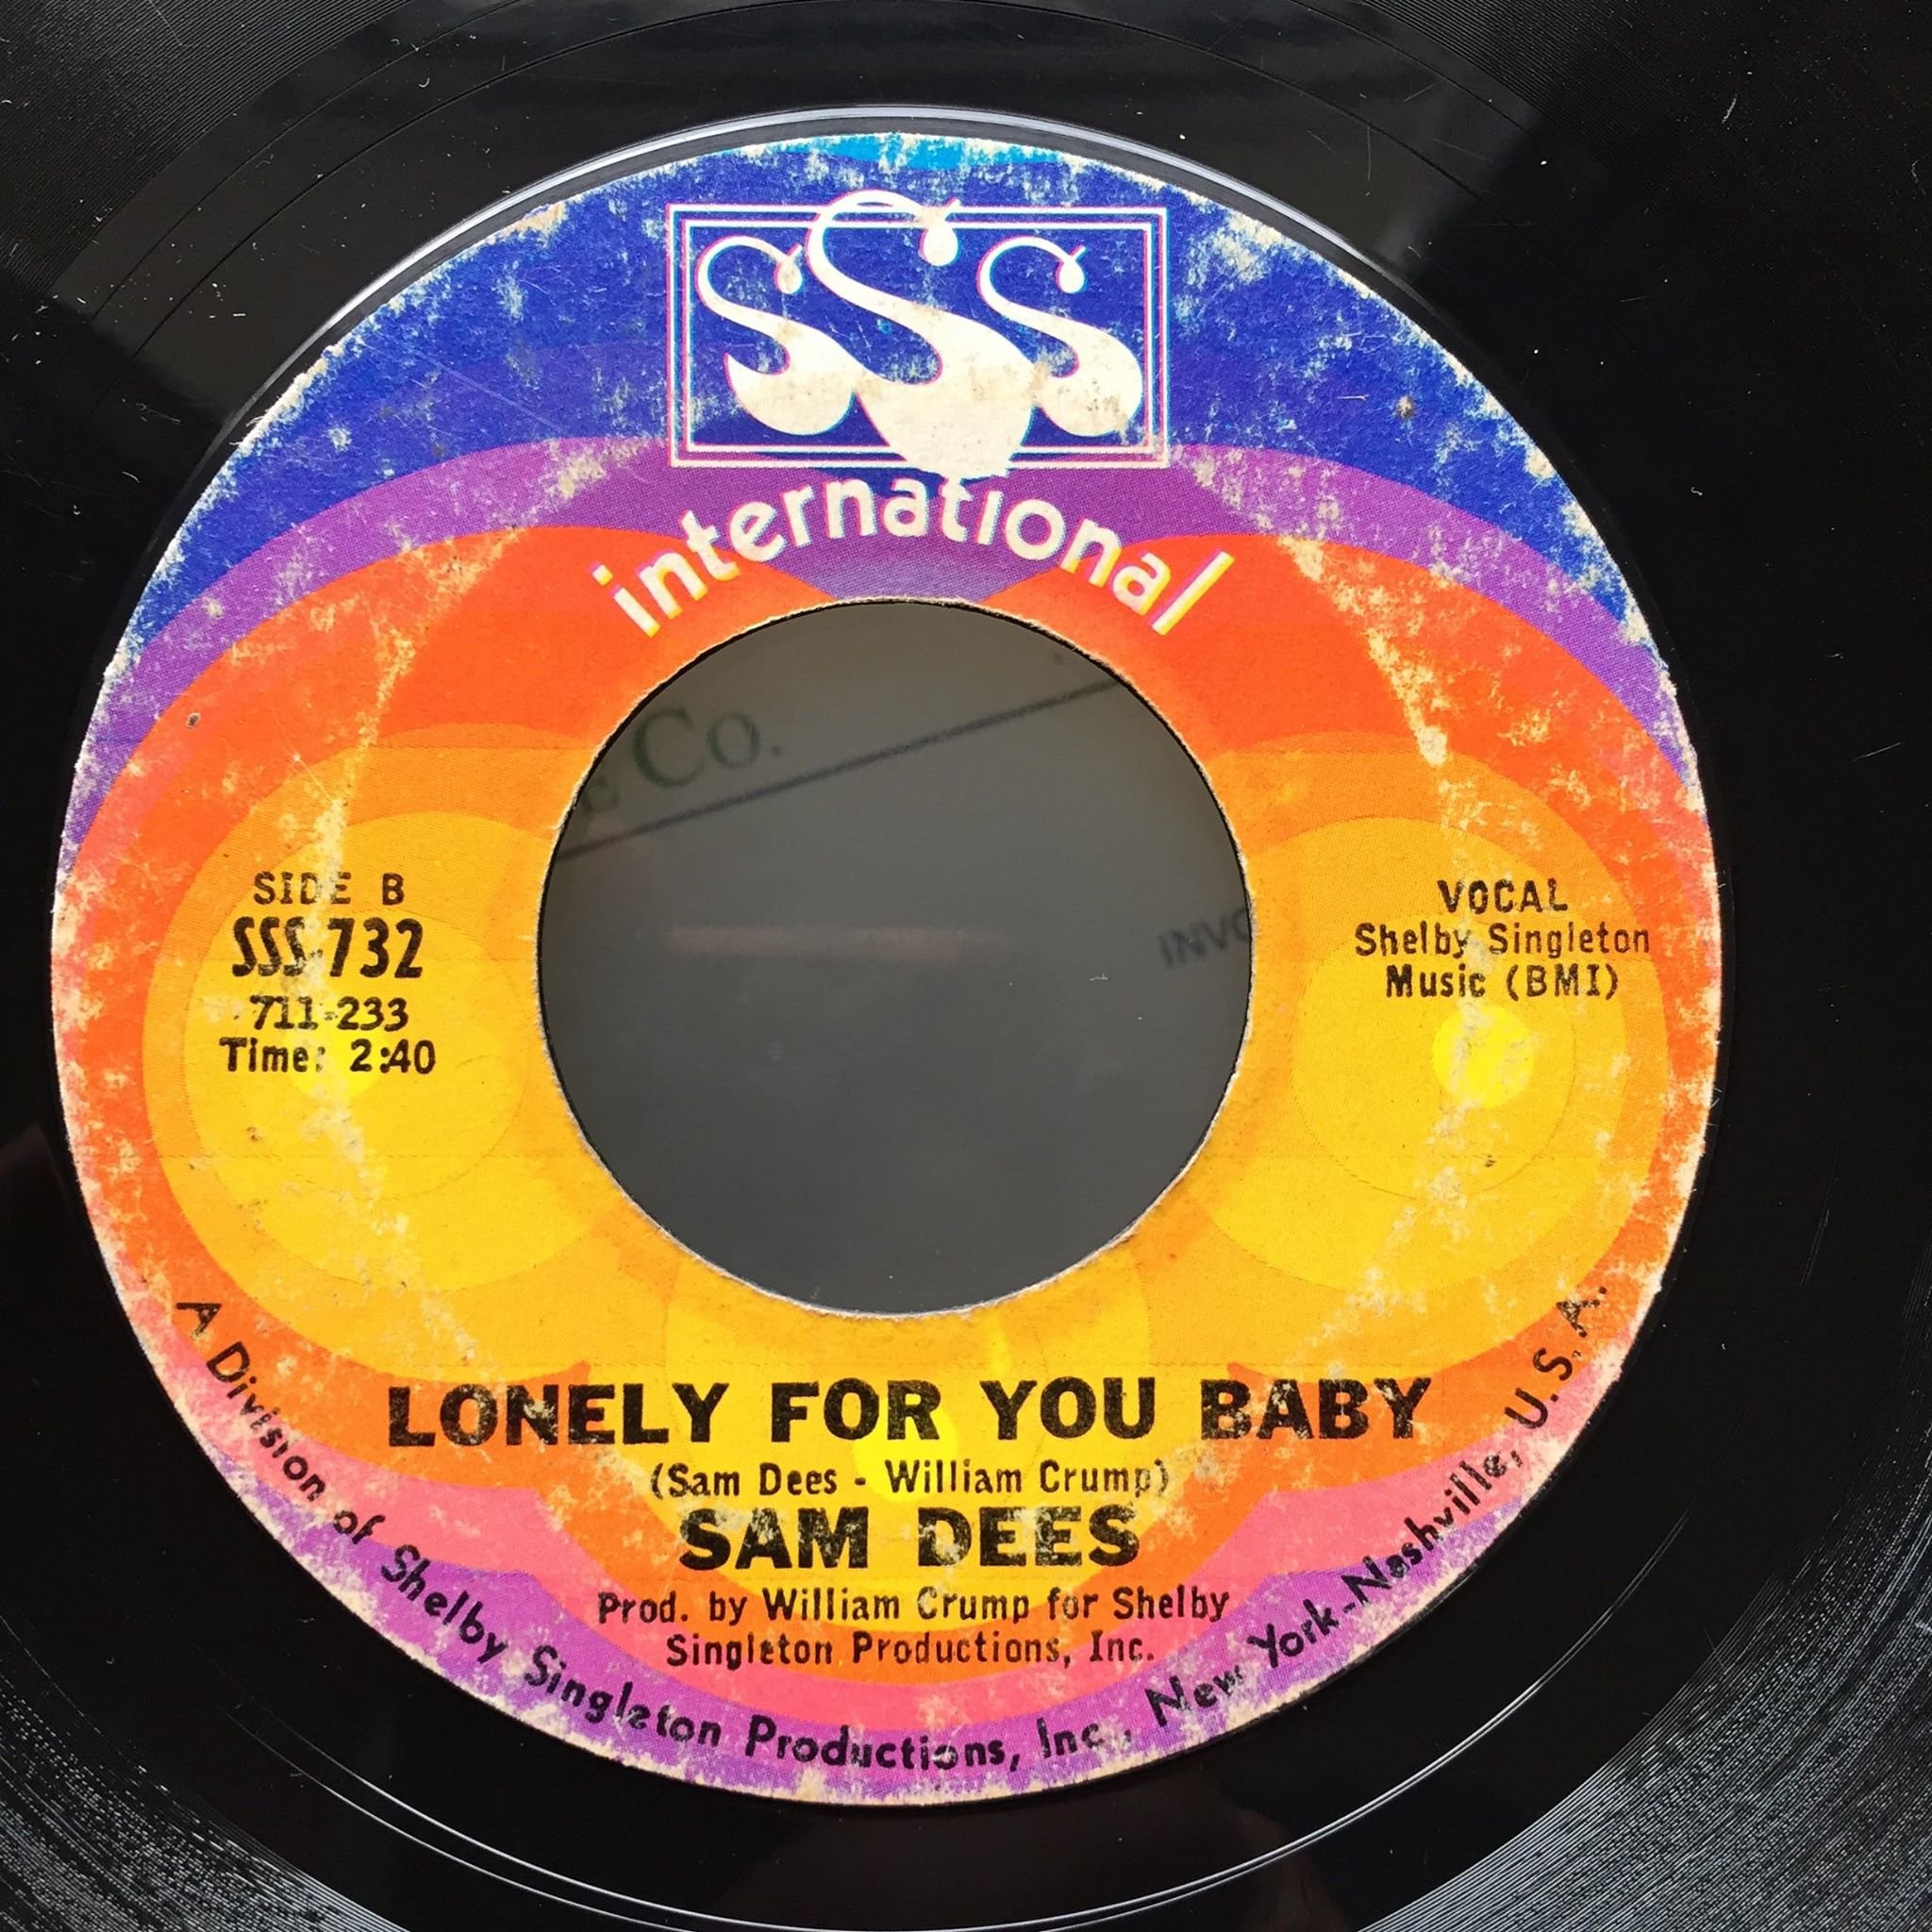 SSS
international
Co.
SIDE B
SSS-732
711-233
Time: 2:40
VOCAL
Shelby Singleton
Music (BMI)
LONELY FOR YOU BABY
(Sam Dees - William Crump)
SAM DEES
Prod. by William Crump for Shelby
Singleton Productions, Inc.
A Division of Shelby Singleton Productions, Inc., New York-Nashville, U.S.A.